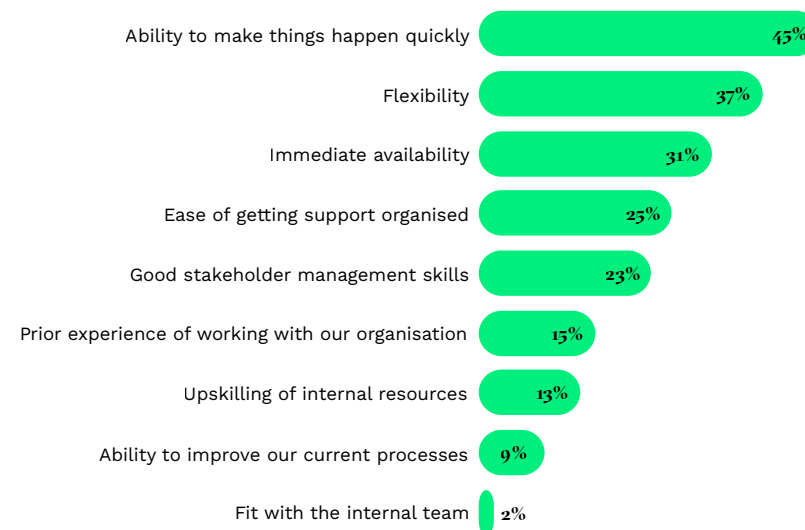 Ability to make things happen quickly 45%
Flexibility 37%
Immediate availability 31%
Ease of getting support organised 25%
Good stakeholder management skills 23%
Prior experience of working with our organisation 15%
Upskilling of internal resources 13%
Ability to improve our current processes 9%
Fit with the internal team 2%